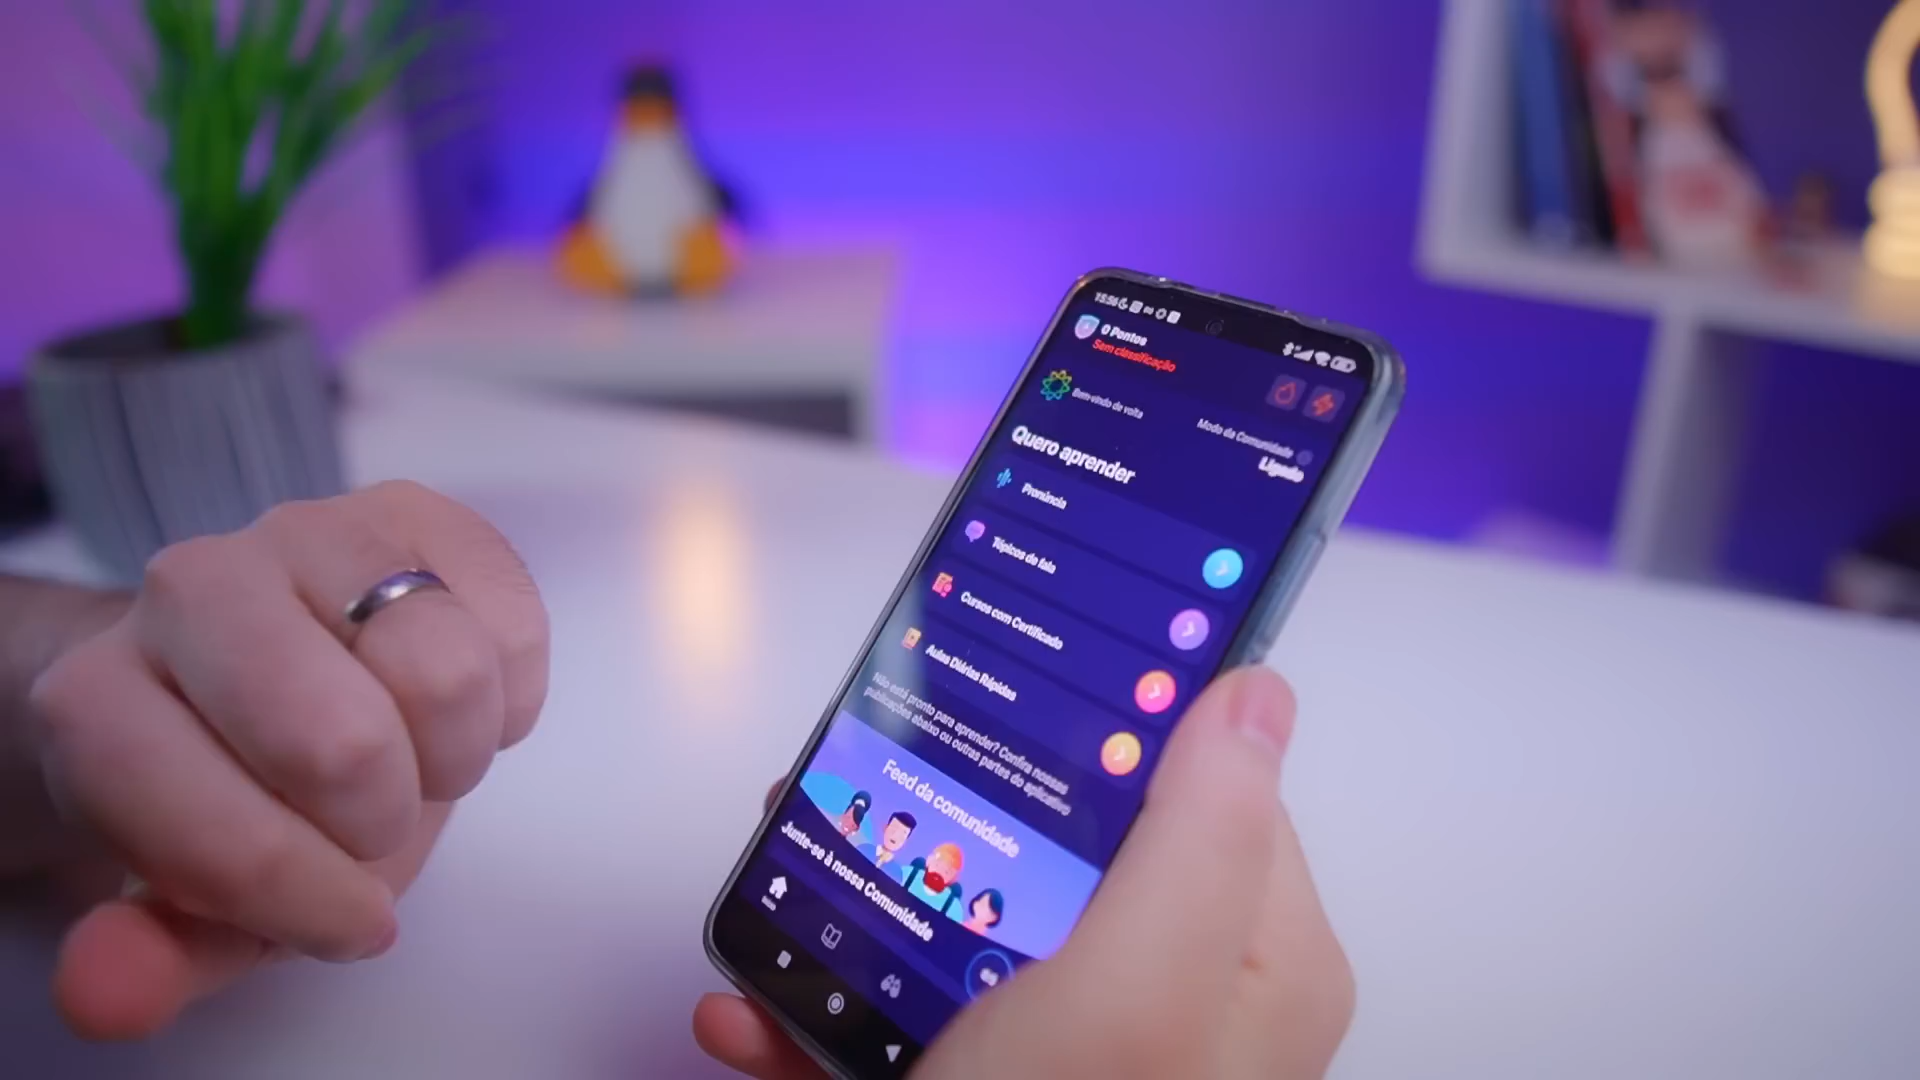 15:56
0 Pontos
Sem classificação
Bem-vindo de volta
Modo da Comunidade
Ligado
Quero aprender
Pronúncia
Tópicos de fala
Cursos com Certificado
Aulas Diárias Rápidas
Não está pronto para aprender? Confira nossas
publicações abaixo ou outras partes do aplicativo
Feed da comunidade
Junte-se à nossa Comunidade